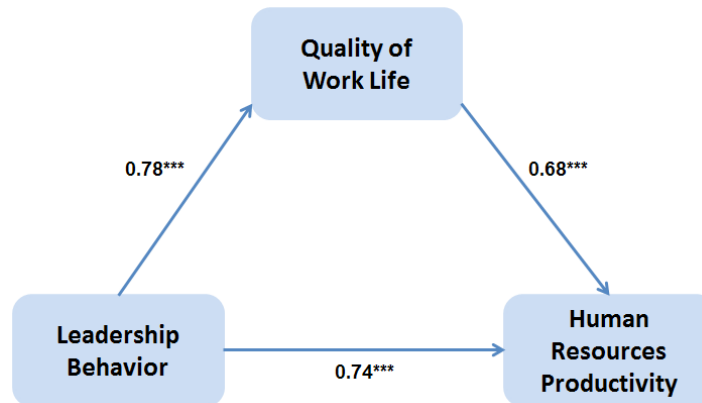 Quality of
Work Life
0.78***
0.68***
Leadership
Behavior
0.74***
Human
Resources
Productivity